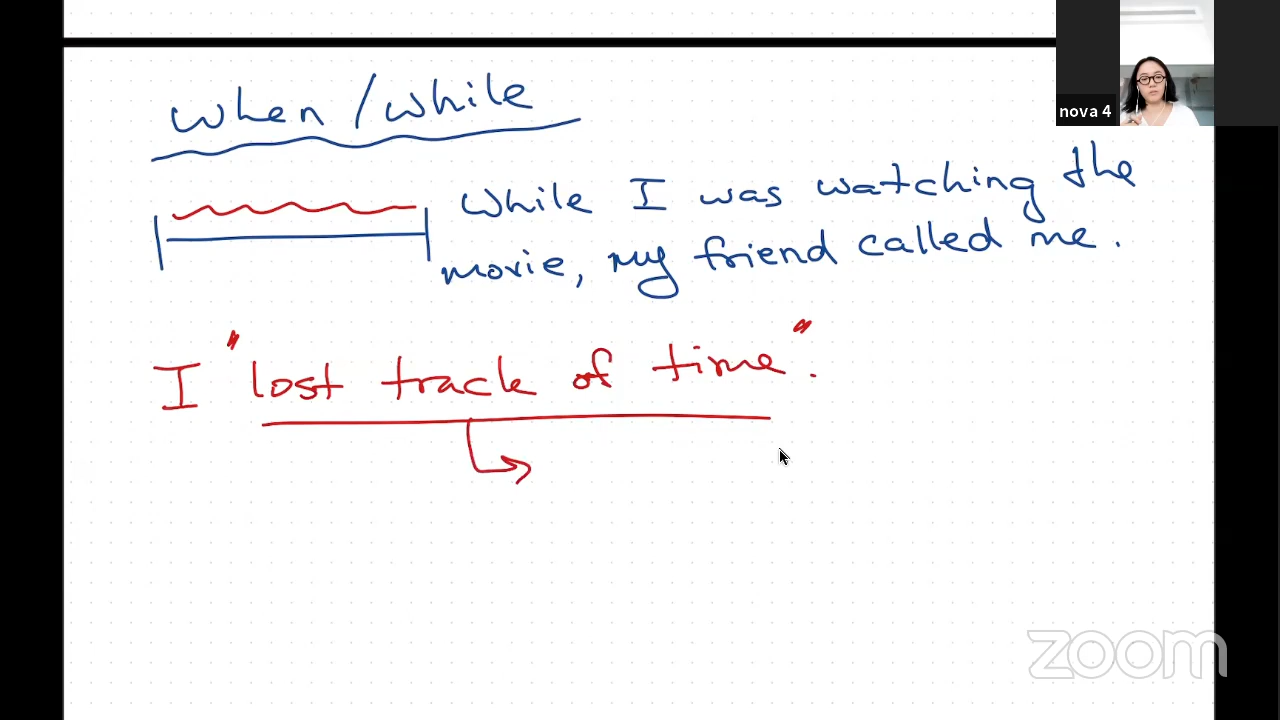 nova 4
when/while
While I was watching the
movie, my friend called me.
I "lost track of time".
zoom